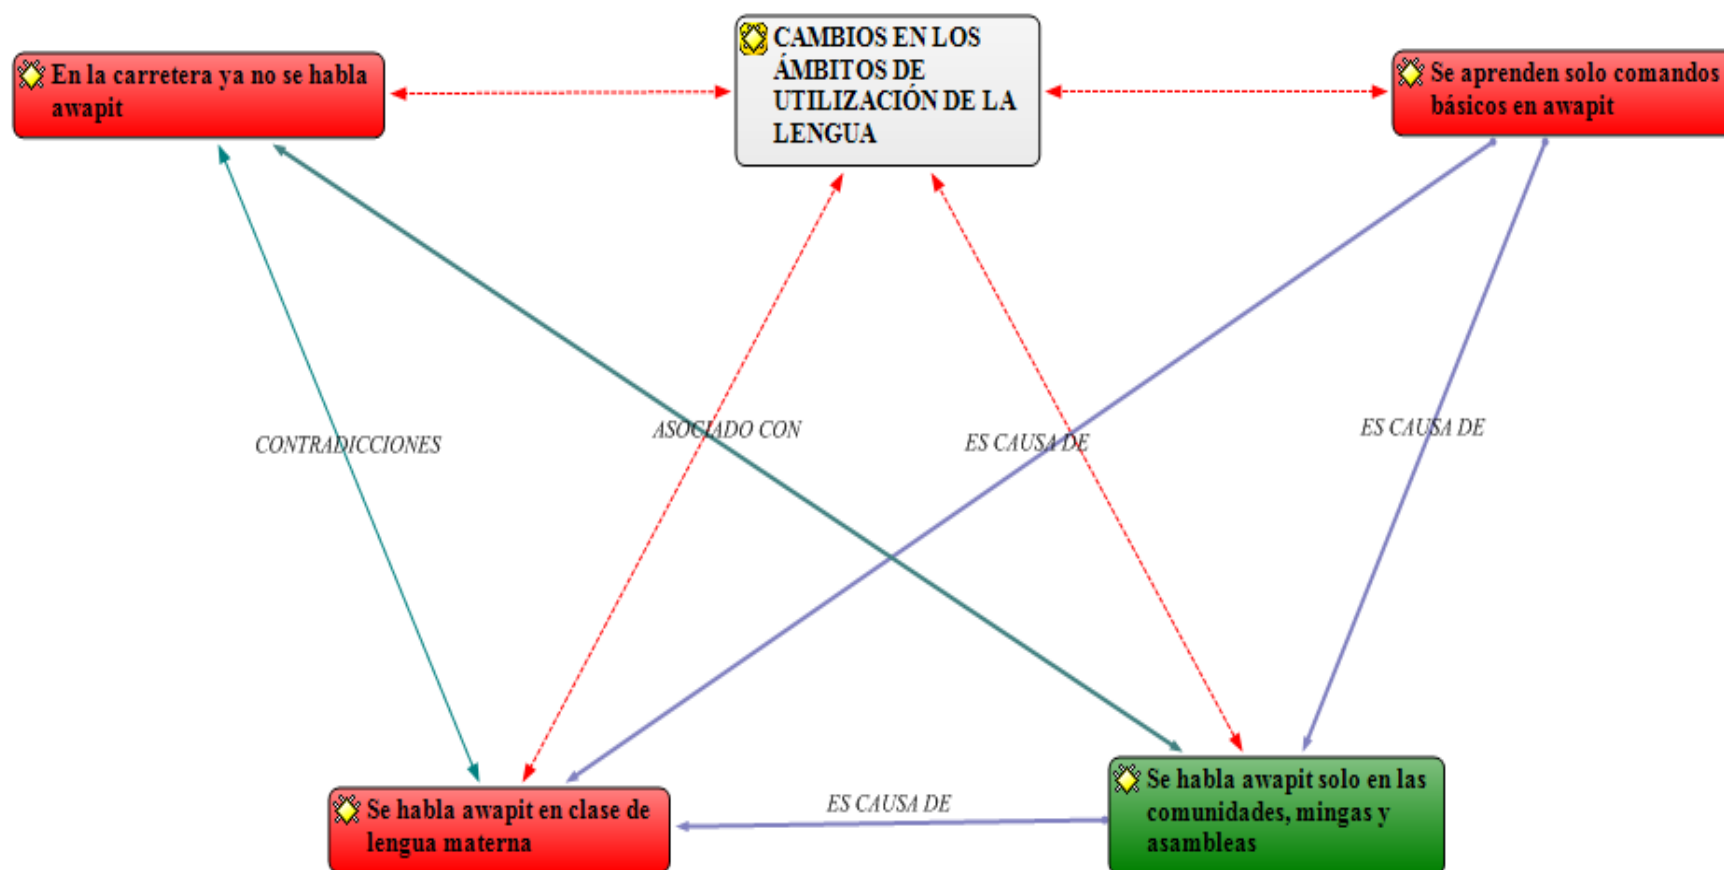 En la carretera ya no se habla
awapit
CAMBIOS EN LOS
ÁMBITOS DE
UTILIZACIÓN DE LA
LENGUA
Se aprenden solo comandos
básicos en awapit
CONTRADICCIONES
ASOCIADO CON
ES CAUSA DE
ES CAUSA DE
Se habla awapit en clase de
lengua materna
ES CAUSA DE
Se habla awapit solo en las
comunidades, mingas y
asambleas